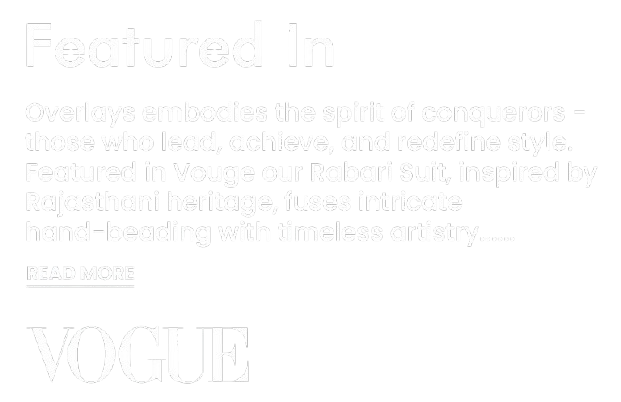 Featured In
Overlays embodies the spirit of conquerors -
those who lead, achieve, and redefine style.
Featured in Vouge our Rabari Suit, inspired by
Rajasthani heritage, fuses intricate
hand-beading with timeless artistry.....
READ MORE
VOGUE